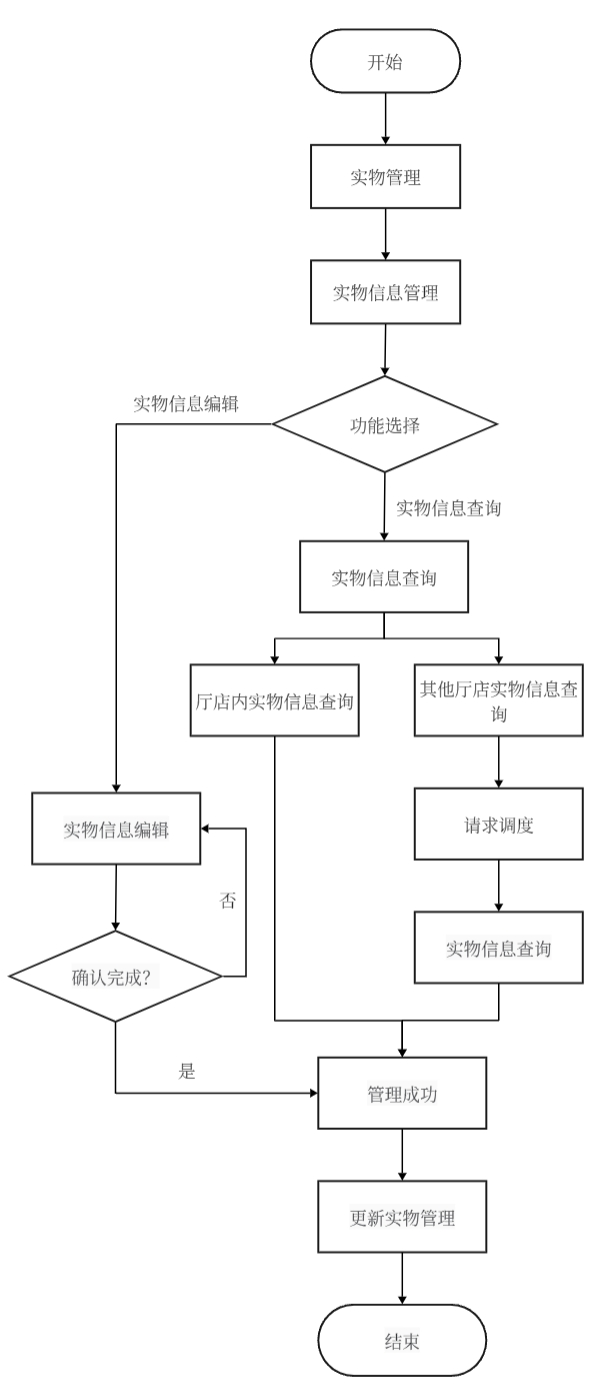 开始
实物管理
实物信息管理
实物信息编辑
功能选择
实物信息查询
实物信息查询
厅店内实物信息查询
其他厅店实物信息查
询
请求调度
实物信息编辑
否
实物信息查询
确认完成？
是
管理成功
更新实物管理
结束